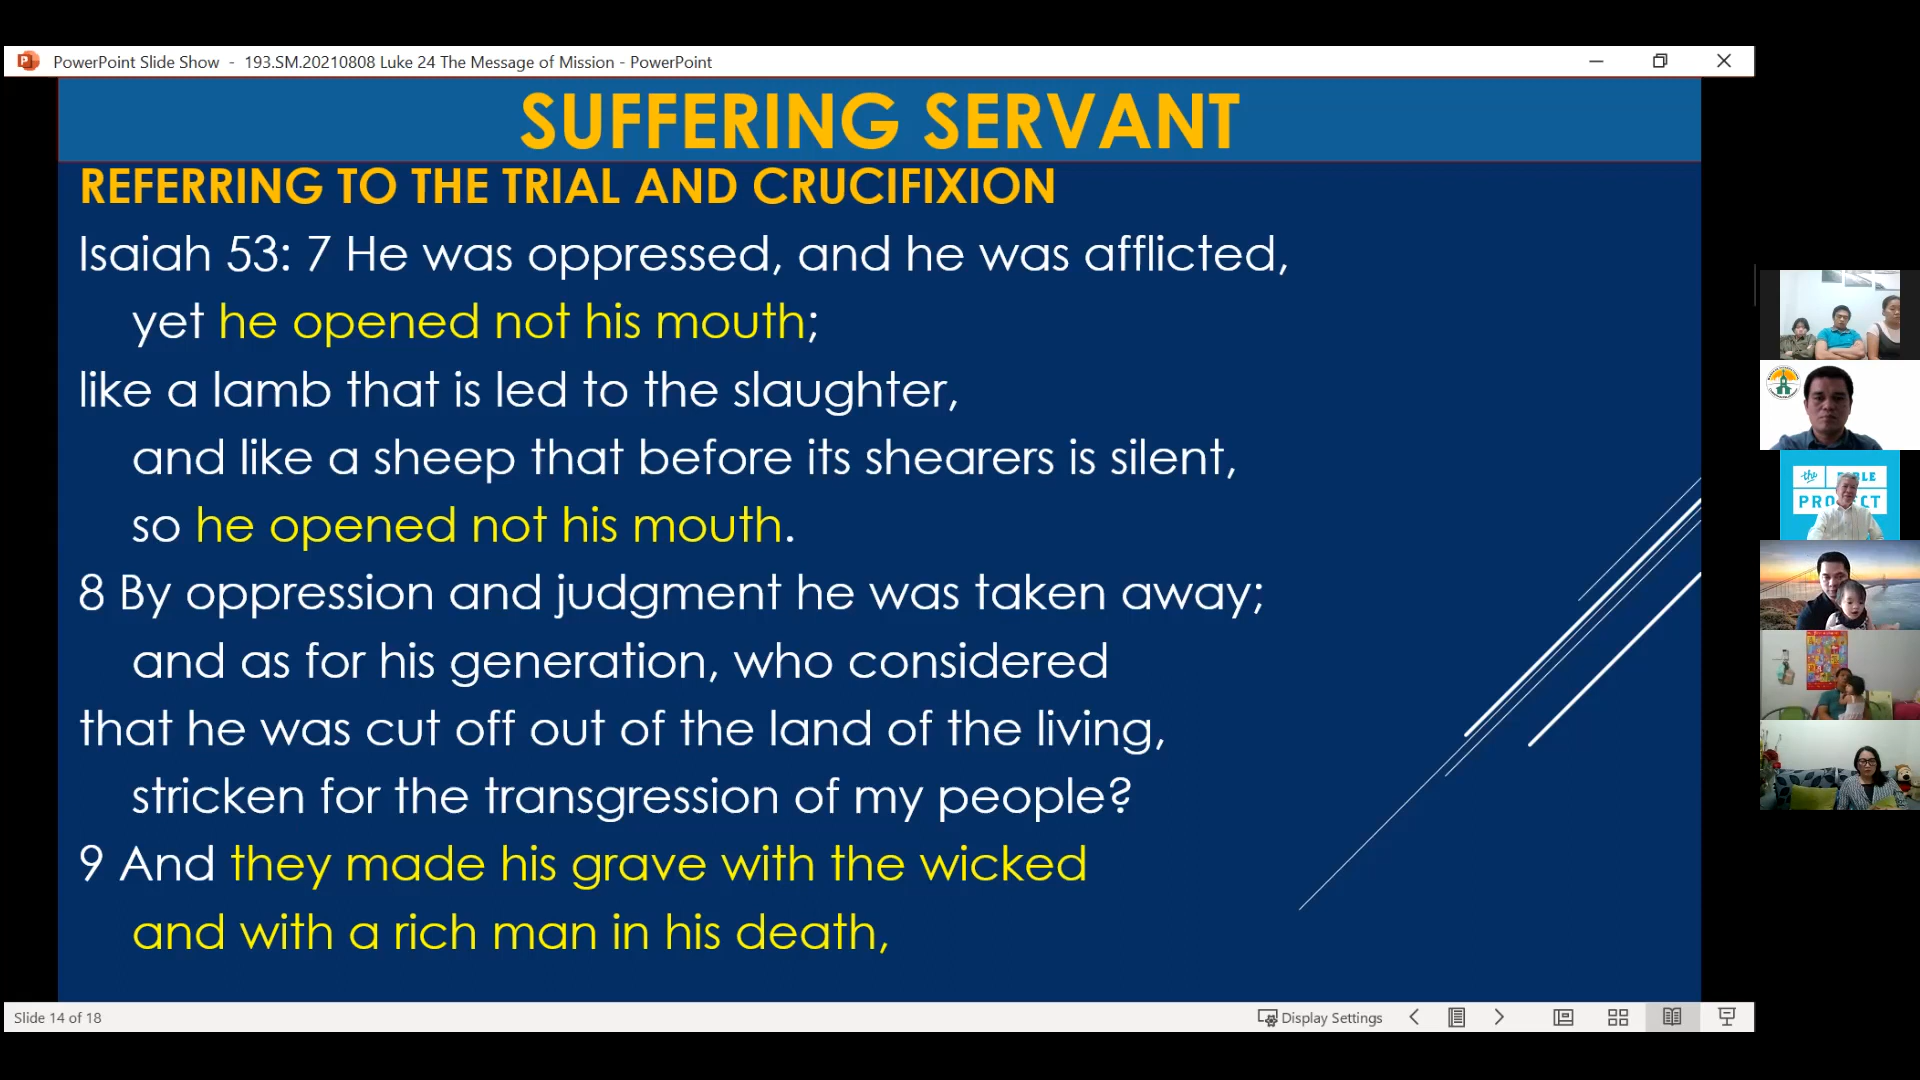 PowerPoint Slide Show - 193.SM.20210808 Luke 24 The Message of Mission - PowerPoint
SUFFERING SERVANT
REFERRING TO THE TRIAL AND CRUCIFIXION
Isaiah 53: 7 He was oppressed, and he was afflicted,
yet he opened not his mouth;
like a lamb that is led to the slaughter,
and like a sheep that before its shearers is silent,
so he opened not his mouth.
8 By oppression and judgment he was taken away;
and as for his generation, who considered
that he was cut off out of the land of the living,
stricken for the transgression of my people?
9 And they made his grave with the wicked
and with a rich man in his death,
the
PR
CT
Slide 14 of 18
Display Settings